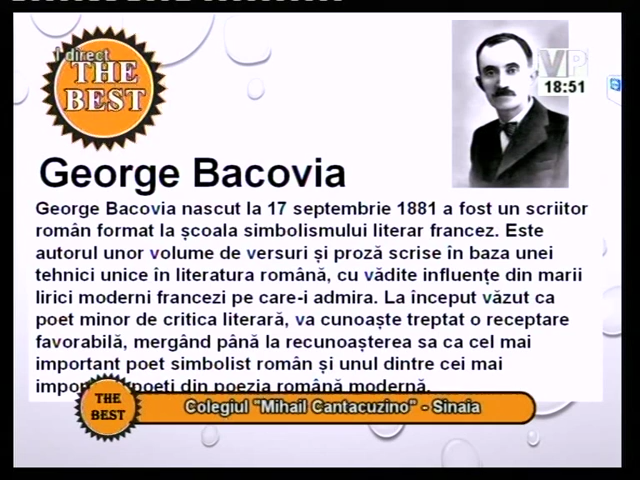 În direct
THE
BEST
VP
18:51
George Bacovia
George Bacovia nascut la 17 septembrie 1881 a fost un scriitor
român format la școala simbolismului literar francez. Este
autorul unor volume de versuri și proză scrise în baza unei
tehnici unice în literatura română, cu vădite influențe din marii
lirici moderni francezi pe care-i admira. La început văzut ca
poet minor de critica literară, va cunoaște treptat o receptare
favorabilă, mergând până la recunoașterea sa ca cel mai
important poet simbolist român și unul dintre cei mai
poeți din poezia română modernă.
THE
BEST
Colegiul "Mihail Cantacuzino" - Sinaia